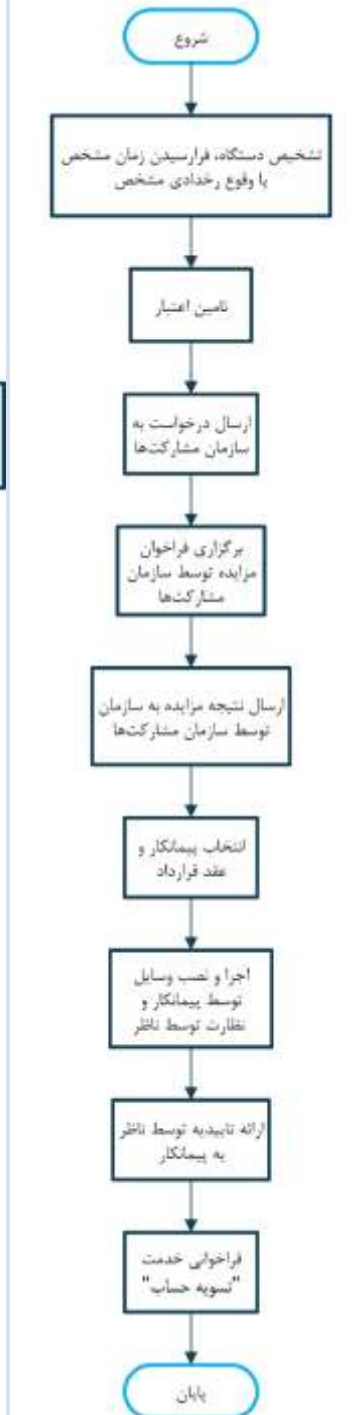 شروع
تشخیص دستگاه، فرارسیدن زمان مشخص
یا وقوع رخدادی مشخص
تامین اعتبار
ارسال درخواست به
سازمان مشارکت‌ها
برگزاری فراخوان
مزایده توسط سازمان
مشارکت‌ها
ارسال نتیجه مزایده به سازمان
توسط سازمان مشارکت‌ها
انتخاب پیمانکار و
عقد قرارداد
اجرا و نصب وسایل
توسط پیمانکار و
نظارت توسط ناظر
ارائه تاییدیه توسط ناظر
به پیمانکار
فراخوانی خدمت
"تسویه حساب"
پایان